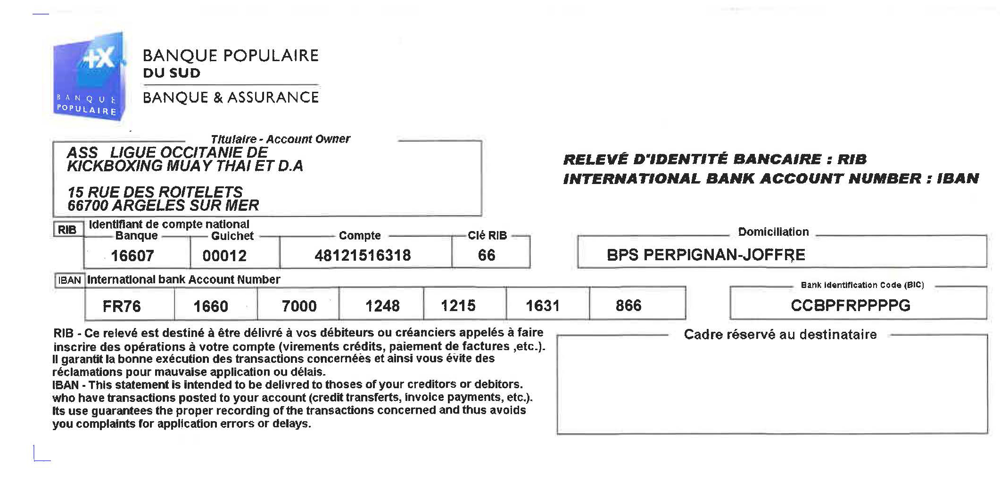 +X
BANQUE
POPULAIRE
BANQUE POPULAIRE
DU SUD
BANQUE & ASSURANCE
Titulaire - Account Owner
ASS LIGUE OCCITANIE DE
KICKBOXING MUAY THAI ET D.A
15 RUE DES ROITELETS
66700 ARGELES SUR MER
RELEVÉ D'IDENTITÉ BANCAIRE : RIB
INTERNATIONAL BANK ACCOUNT NUMBER : IBAN
RIB Identifiant de compte national
Banque Guichet Compte Clé RIB
16607 00012 48121516318 66
Domiciliation
BPS PERPIGNAN-JOFFRE
IBAN International bank Account Number
FR76 1660 7000 1248 1215 1631 866
Bank identification Code (BIC)
CCBPFRPPPPG
RIB - Ce relevé est destiné à être délivré à vos débiteurs ou créanciers appelés à faire
inscrire des opérations à votre compte (virements crédits, paiement de factures ,etc.).
Il garantit la bonne exécution des transactions concernées et ainsi vous évite des
réclamations pour mauvaise application ou délais.
IBAN - This statement is intended to be delivred to thoses of your creditors or debitors.
who have transactions posted to your account (credit transferts, invoice payments, etc.).
Its use guarantees the proper recording of the transactions concerned and thus avoids
you complaints for application errors or delays.
Cadre réservé au destinataire